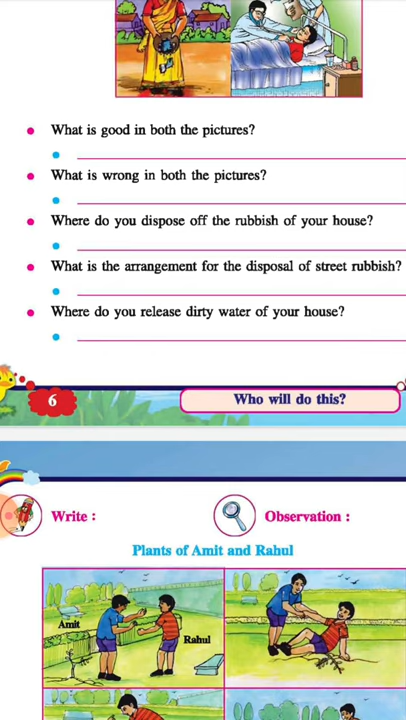 What is good in both the pictures?
What is wrong in both the pictures?
Where do you dispose off the rubbish of your house?
What is the arrangement for the disposal of street rubbish?
Where do you release dirty water of your house?
6
Who will do this?
Write :
Observation :
Plants of Amit and Rahul
Amit
Rahul